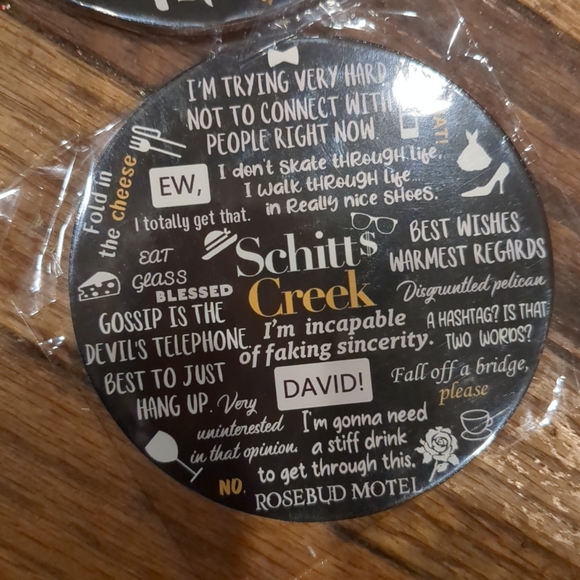 I'M TRYING VERY HARD
NOT TO CONNECT WITH
PEOPLE RIGHT NOW.
AT!
Fold in
the cheese
EW,
I don't skate through life,
I walk through life
in really nice shoes.
I totally get that.
EAT
glass
BLESSED
Schitt$
Creek
BEST WISHES
WARMEST REGARDS
Disgruntled pelican
GOSSIP IS THE
DEVIL'S TELEPHONE.
BEST TO JUST
HANG UP.
I'm incapable
of faking sincerity.
A HASHTAG? IS THAT
TWO WORDS?
DAVID!
Fall off a bridge,
please
Very
uninterested
in that opinion.
I'm gonna need
a stiff drink
to get through this.
NO.
ROSEBUD MOTEL